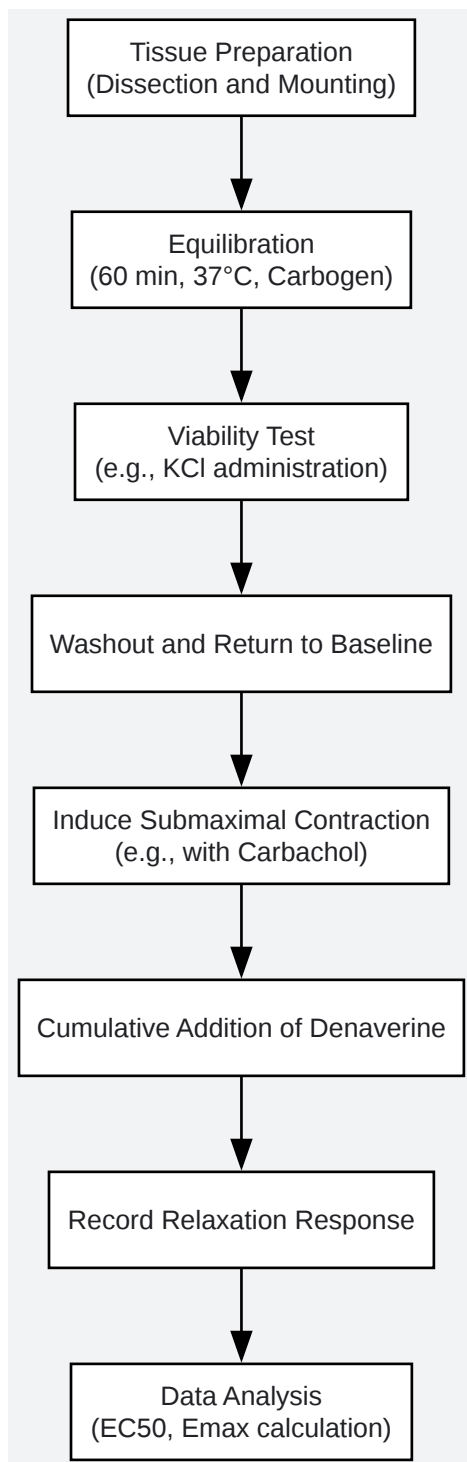 Tissue Preparation
(Dissection and Mounting)
Equilibration
(60 min, 37°C, Carbogen)
Viability Test
(e.g., KCl administration)
Washout and Return to Baseline
Induce Submaximal Contraction
(e.g., with Carbachol)
Cumulative Addition of Denaverine
Record Relaxation Response
Data Analysis
(EC50, Emax calculation)